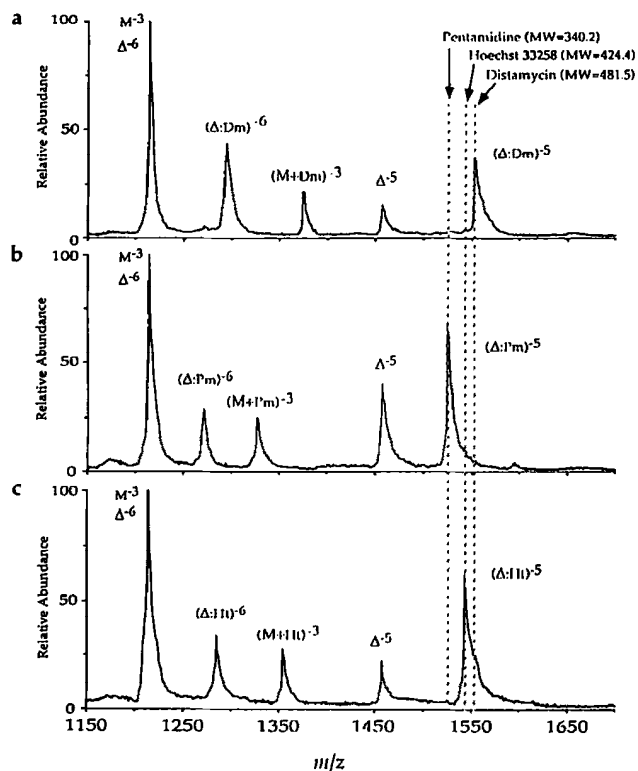 a
Pentamidine (MW=340.2)
Hoechst 33258 (MW=424.4)
Distamycin (MW=481.5)
Relative Abundance
100
50
0
M-3
Δ-6
(Δ:Dm)-6
(M+Dm)-3
Δ-5
(Δ:Dm)-5
b
Relative Abundance
100
50
0
M-3
Δ-6
(Δ:Pm)-6
(M+Pm)-3
Δ-5
(Δ:Pm)-5
c
Relative Abundance
100
50
0
M-3
Δ-6
(Δ:Ht)-6
(M+Ht)-3
Δ-5
(Δ:Ht)-5
1150 1250 1350 1450 1550 1650
m/z